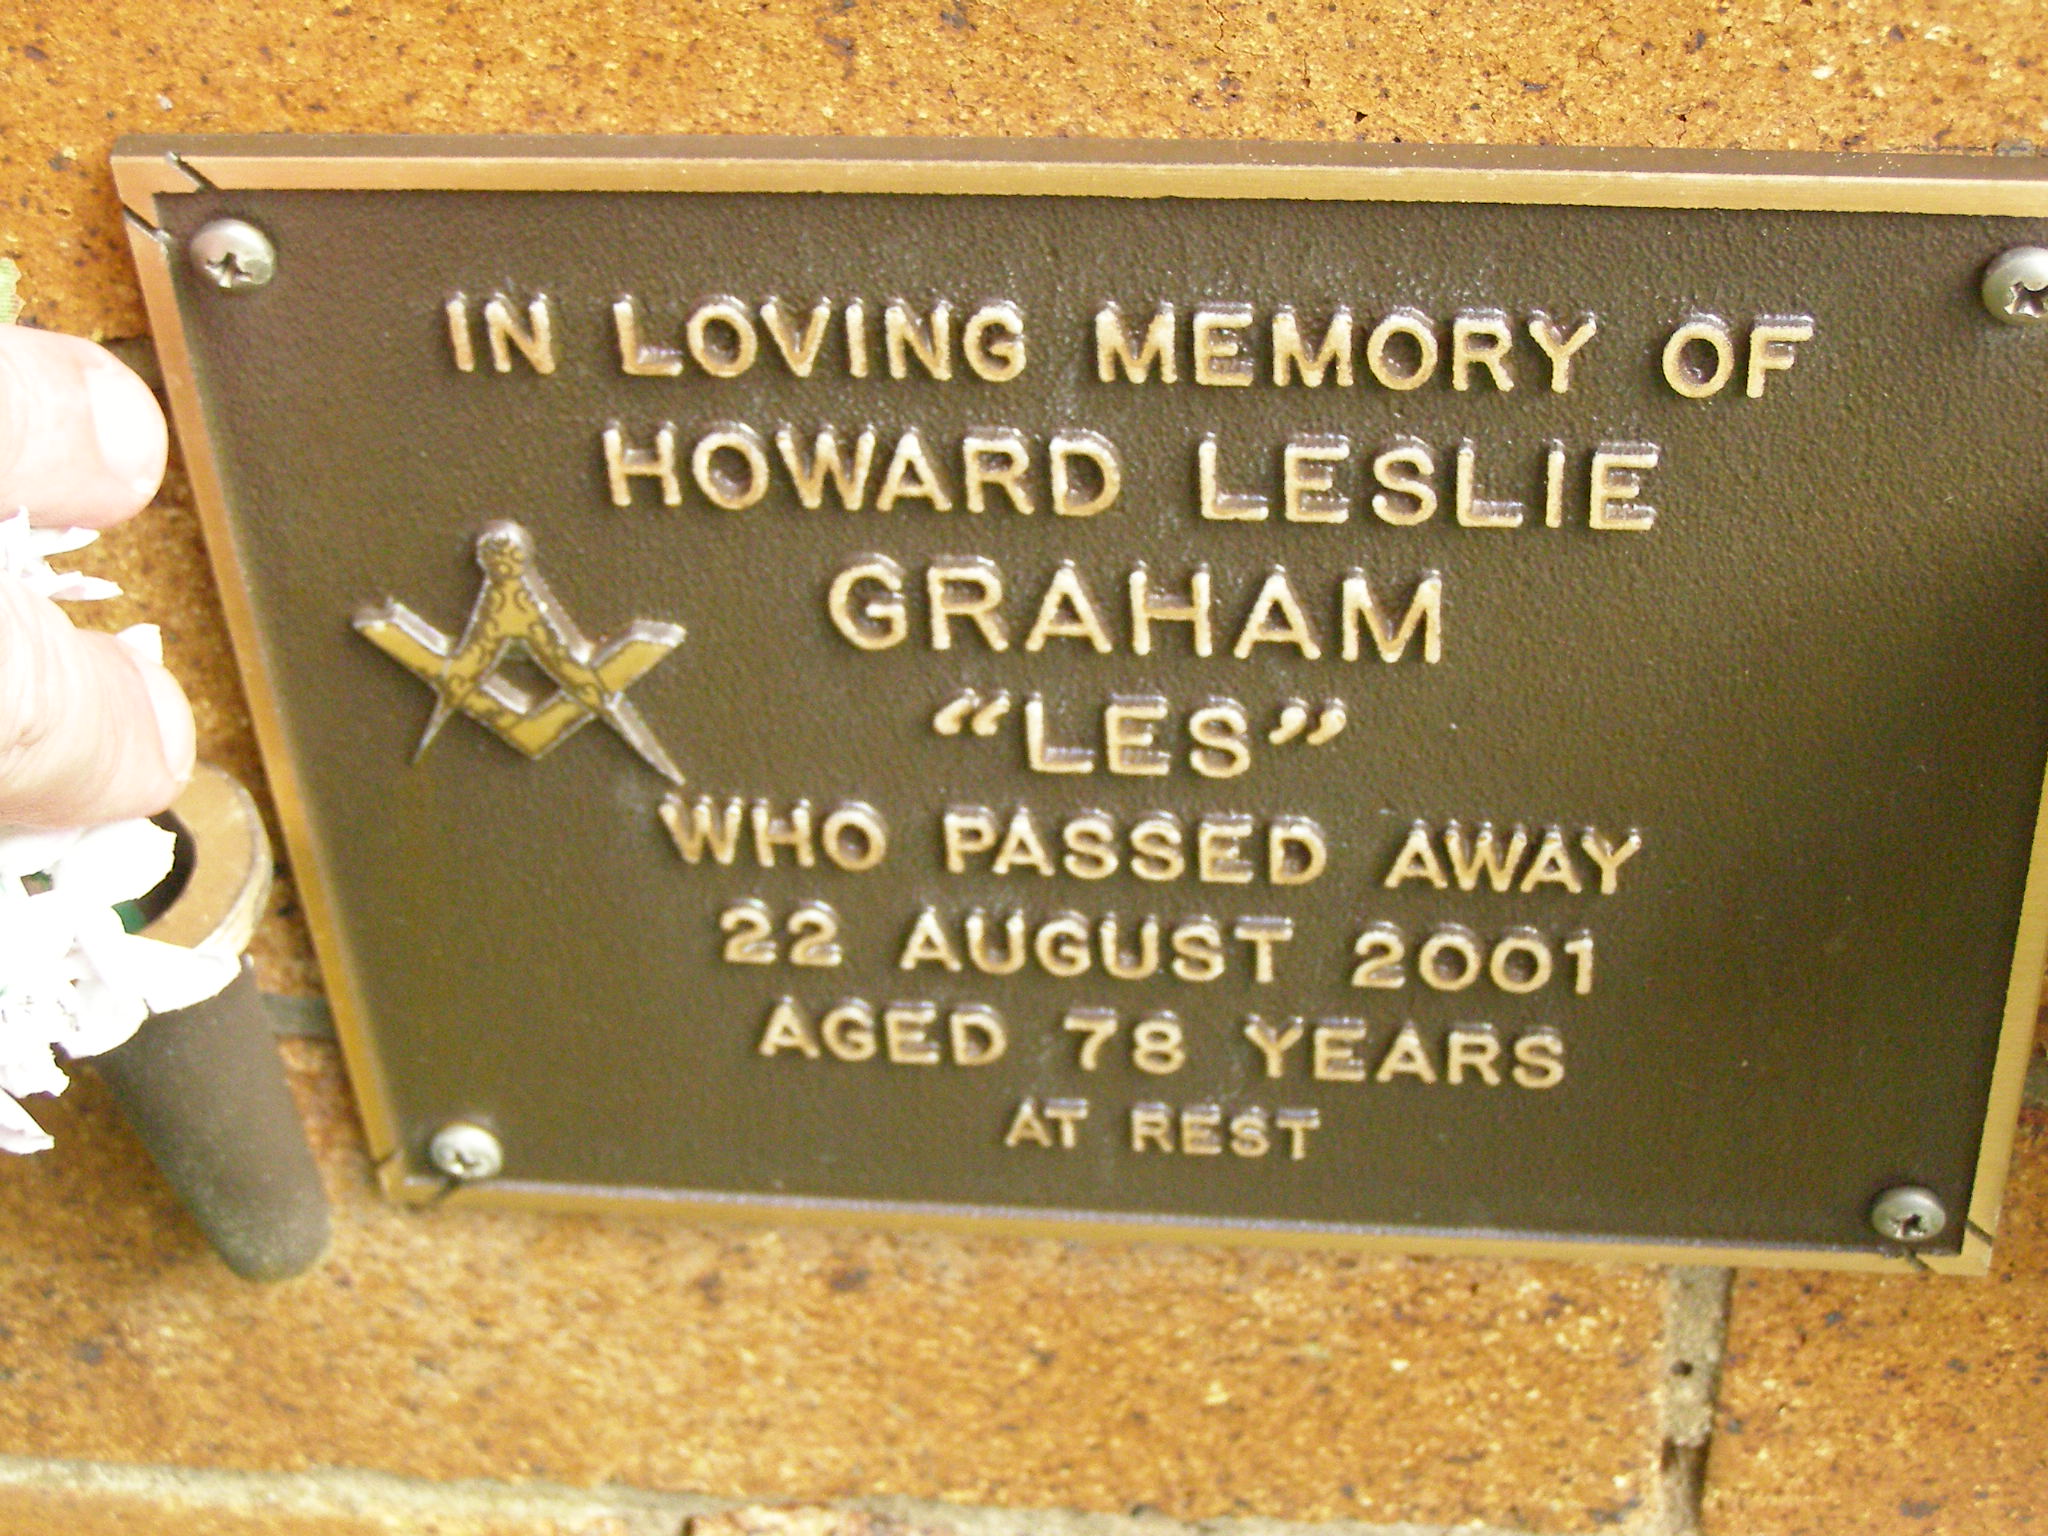 IN LOVING MEMORY OF
HOWARD LESLIE
GRAHAM
“LES”
WHO PASSED AWAY
22 AUGUST 2001
AGED 78 YEARS
AT REST